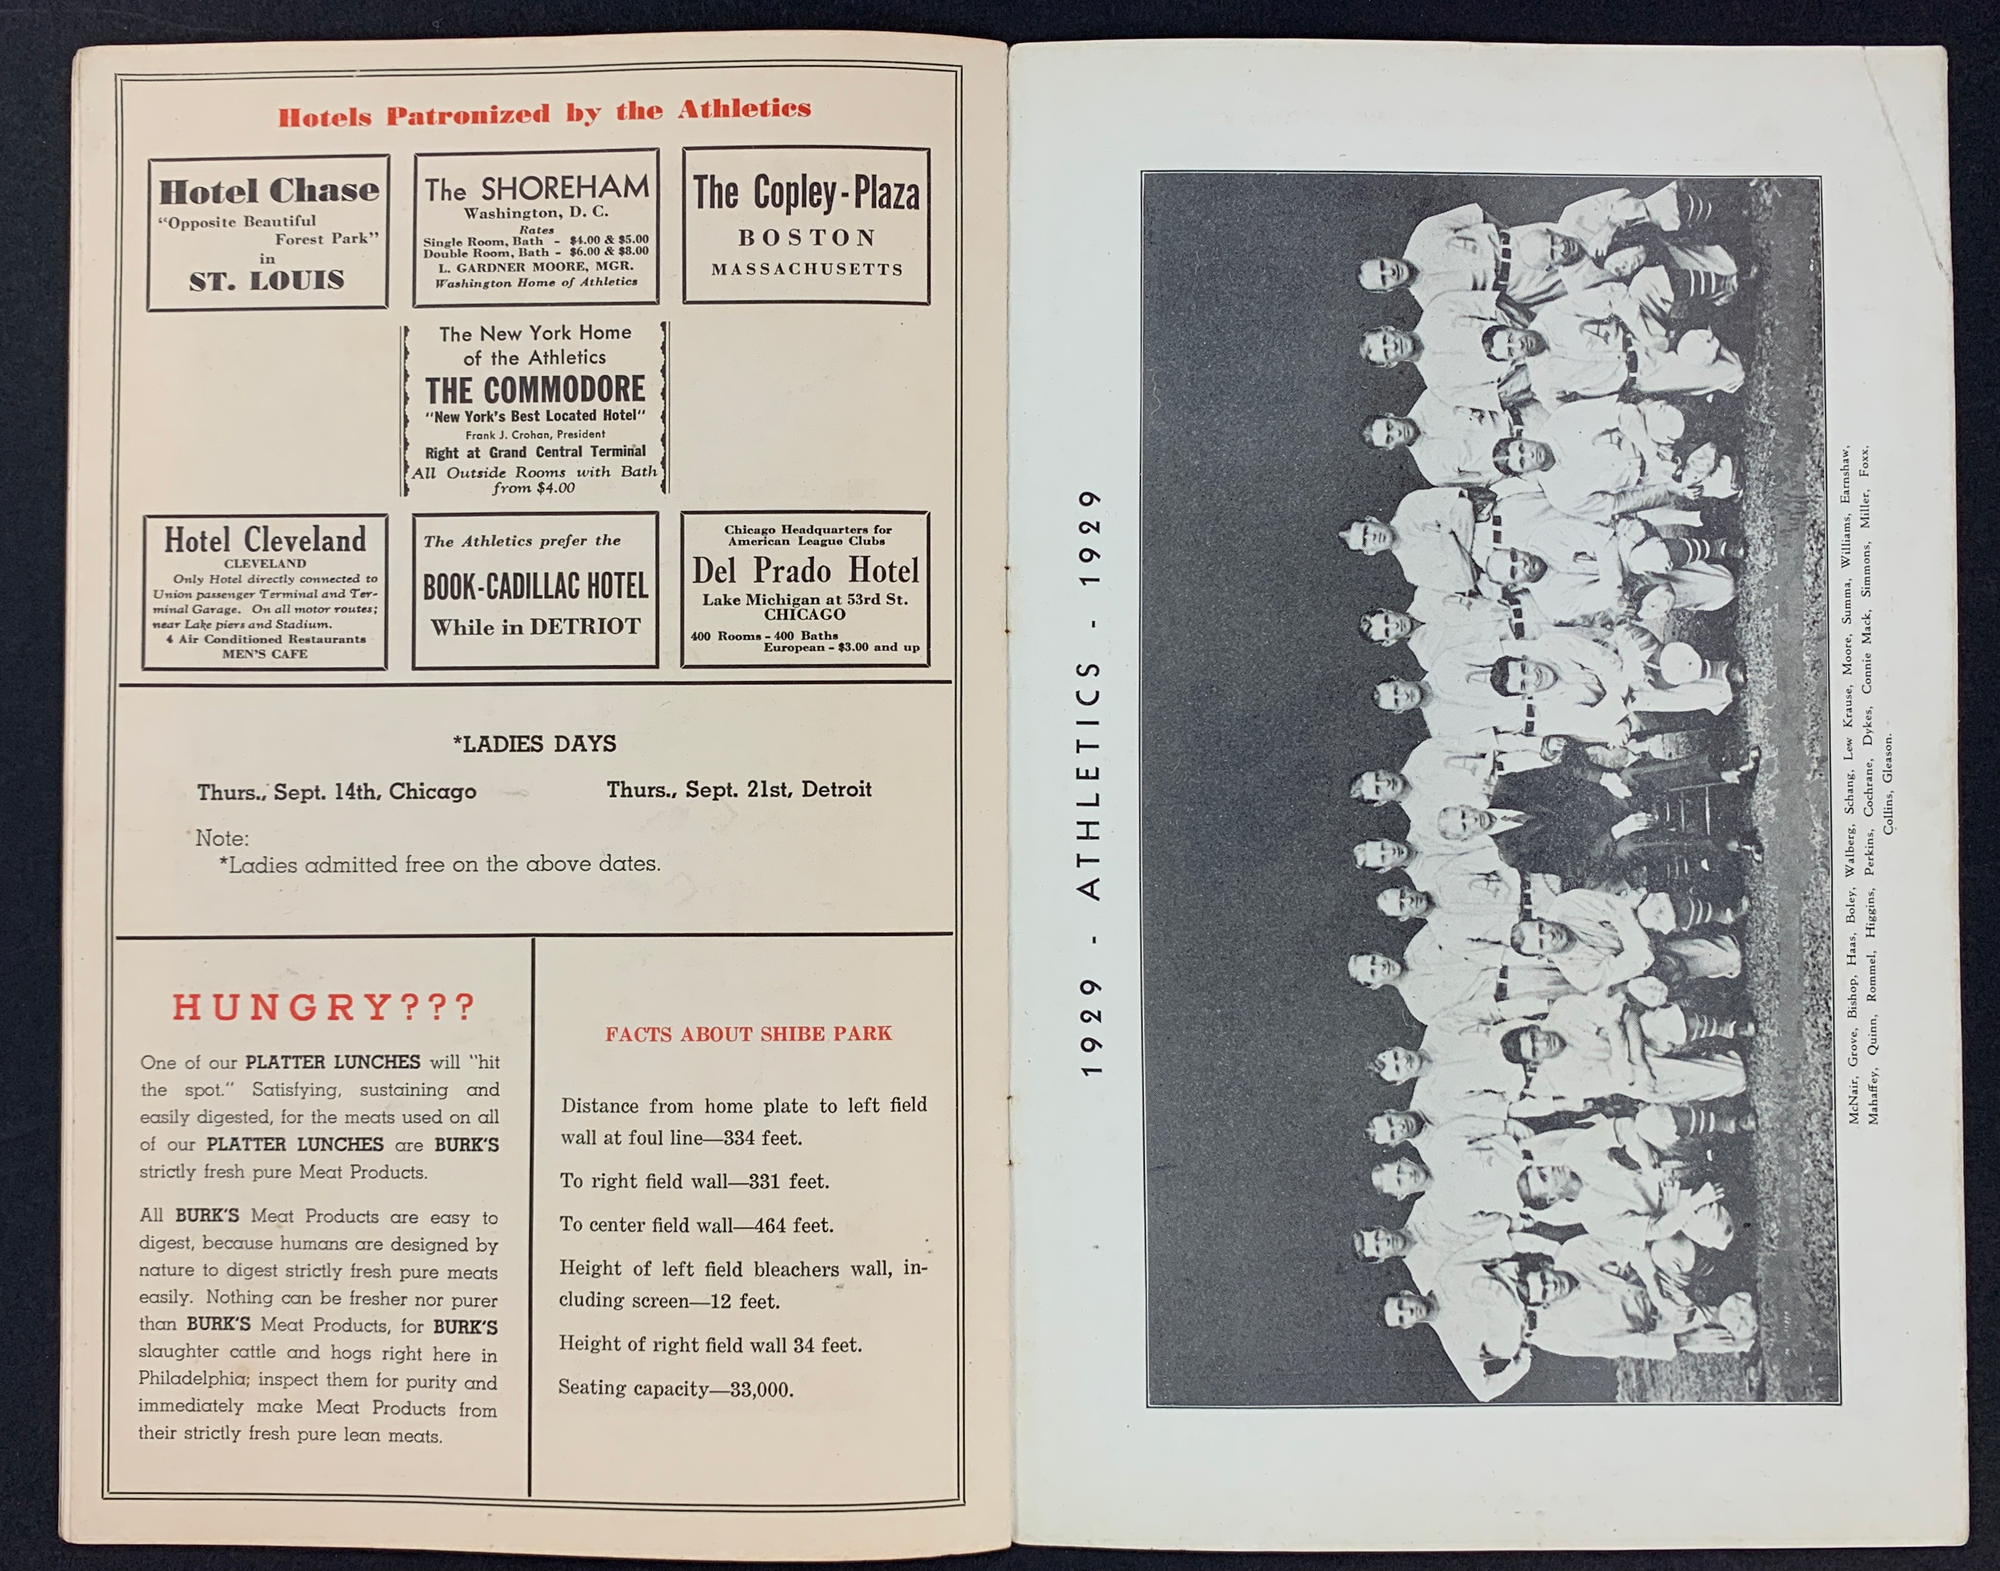 Hotels Patronized by the Athletics
Hotel Chase
"Opposite Beautiful
Forest Park"
in
ST. LOUIS
The SHOREHAM
Washington, D. C.
Rates
Single Room, Bath - $4.00 & $5.00
Double Room, Bath - $6.00 & $8.00
L. GARDNER MOORE, MGR.
Washington Home of Athletics
The Copley-Plaza
BOSTON
MASSACHUSETTS
The New York Home
of the Athletics
THE COMMODORE
"New York's Best Located Hotel"
Frank J. Crohan, President
Right at Grand Central Terminal
All Outside Rooms with Bath
from $4.00
Hotel Cleveland
CLEVELAND
Only Hotel directly connected to
Union passenger Terminal and Ter-
minal Garage. On all motor routes;
near Lake piers and Stadium.
4 Air Conditioned Restaurants
MEN'S CAFE
The Athletics prefer the
BOOK-CADILLAC HOTEL
While in DETRIOT
Chicago Headquarters for
American League Clubs
Del Prado Hotel
Lake Michigan at 53rd St.
CHICAGO
400 Rooms - 400 Baths
European - $3.00 and up
*LADIES DAYS
Thurs., Sept. 14th, Chicago
Thurs., Sept. 21st, Detroit
Note:
*Ladies admitted free on the above dates.
HUNGRY???
One of our PLATTER LUNCHES will "hit
the spot." Satisfying, sustaining and
easily digested, for the meats used on all
of our PLATTER LUNCHES are BURK'S
strictly fresh pure Meat Products.
All BURK'S Meat Products are easy to
digest, because humans are designed by
nature to digest strictly fresh pure meats
easily. Nothing can be fresher nor purer
than BURK'S Meat Products, for BURK'S
slaughter cattle and hogs right here in
Philadelphia; inspect them for purity and
immediately make Meat Products from
their strictly fresh pure lean meats.
FACTS ABOUT SHIBE PARK
Distance from home plate to left field
wall at foul line—334 feet.
To right field wall—331 feet.
To center field wall—464 feet.
Height of left field bleachers wall, in-
cluding screen—12 feet.
Height of right field wall 34 feet.
Seating capacity—33,000.
1929 - ATHLETICS - 1929
McNair, Grove, Bishop, Haas, Boley, Walberg, Schang, Lew Krause, Moore, Summa, Williams, Earnshaw,
Mahaffey, Quinn, Rommel, Higgins, Perkins, Cochrane, Dykes, Connie Mack, Simmons, Miller, Foxx,
Collins, Gleason.